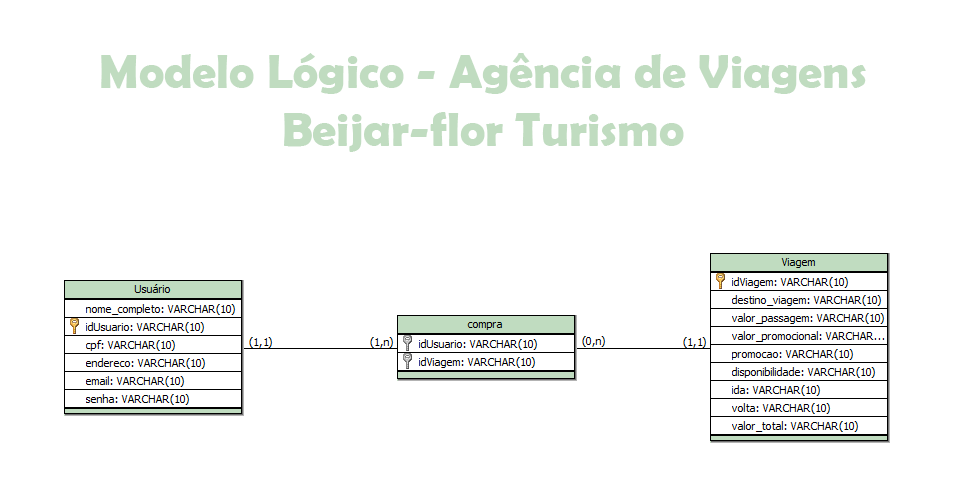 Modelo Lógico - Agência de Viagens
Beijar-flor Turismo
Usuário
nome_completo: VARCHAR(10)
idUsuario: VARCHAR(10)
cpf: VARCHAR(10)
endereco: VARCHAR(10)
email: VARCHAR(10)
senha: VARCHAR(10)
(1,1)
(1,n)
compra
idUsuario: VARCHAR(10)
idViagem: VARCHAR(10)
(0,n)
(1,1)
Viagem
idViagem: VARCHAR(10)
destino_viagem: VARCHAR(10)
valor_passagem: VARCHAR(10)
valor_promocional: VARCHAR...
promocao: VARCHAR(10)
disponibilidade: VARCHAR(10)
ida: VARCHAR(10)
volta: VARCHAR(10)
valor_total: VARCHAR(10)